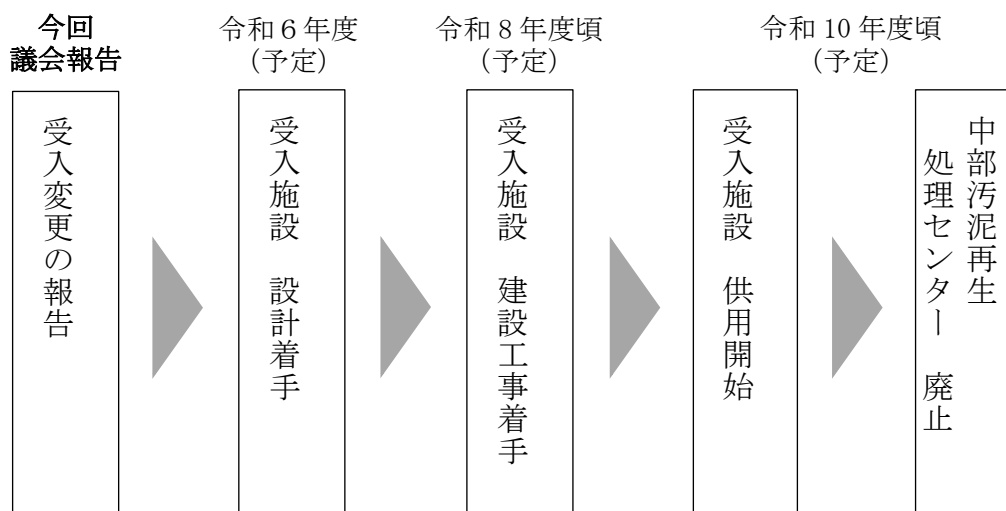 今回
議会報告
令和６年度
（予定）
令和８年度頃
（予定）
令和 10 年度頃
（予定）
受入変更の報告
受入施設　設計着手
受入施設　建設工事着手
受入施設　供用開始
中部汚泥再生
処理センター　廃止